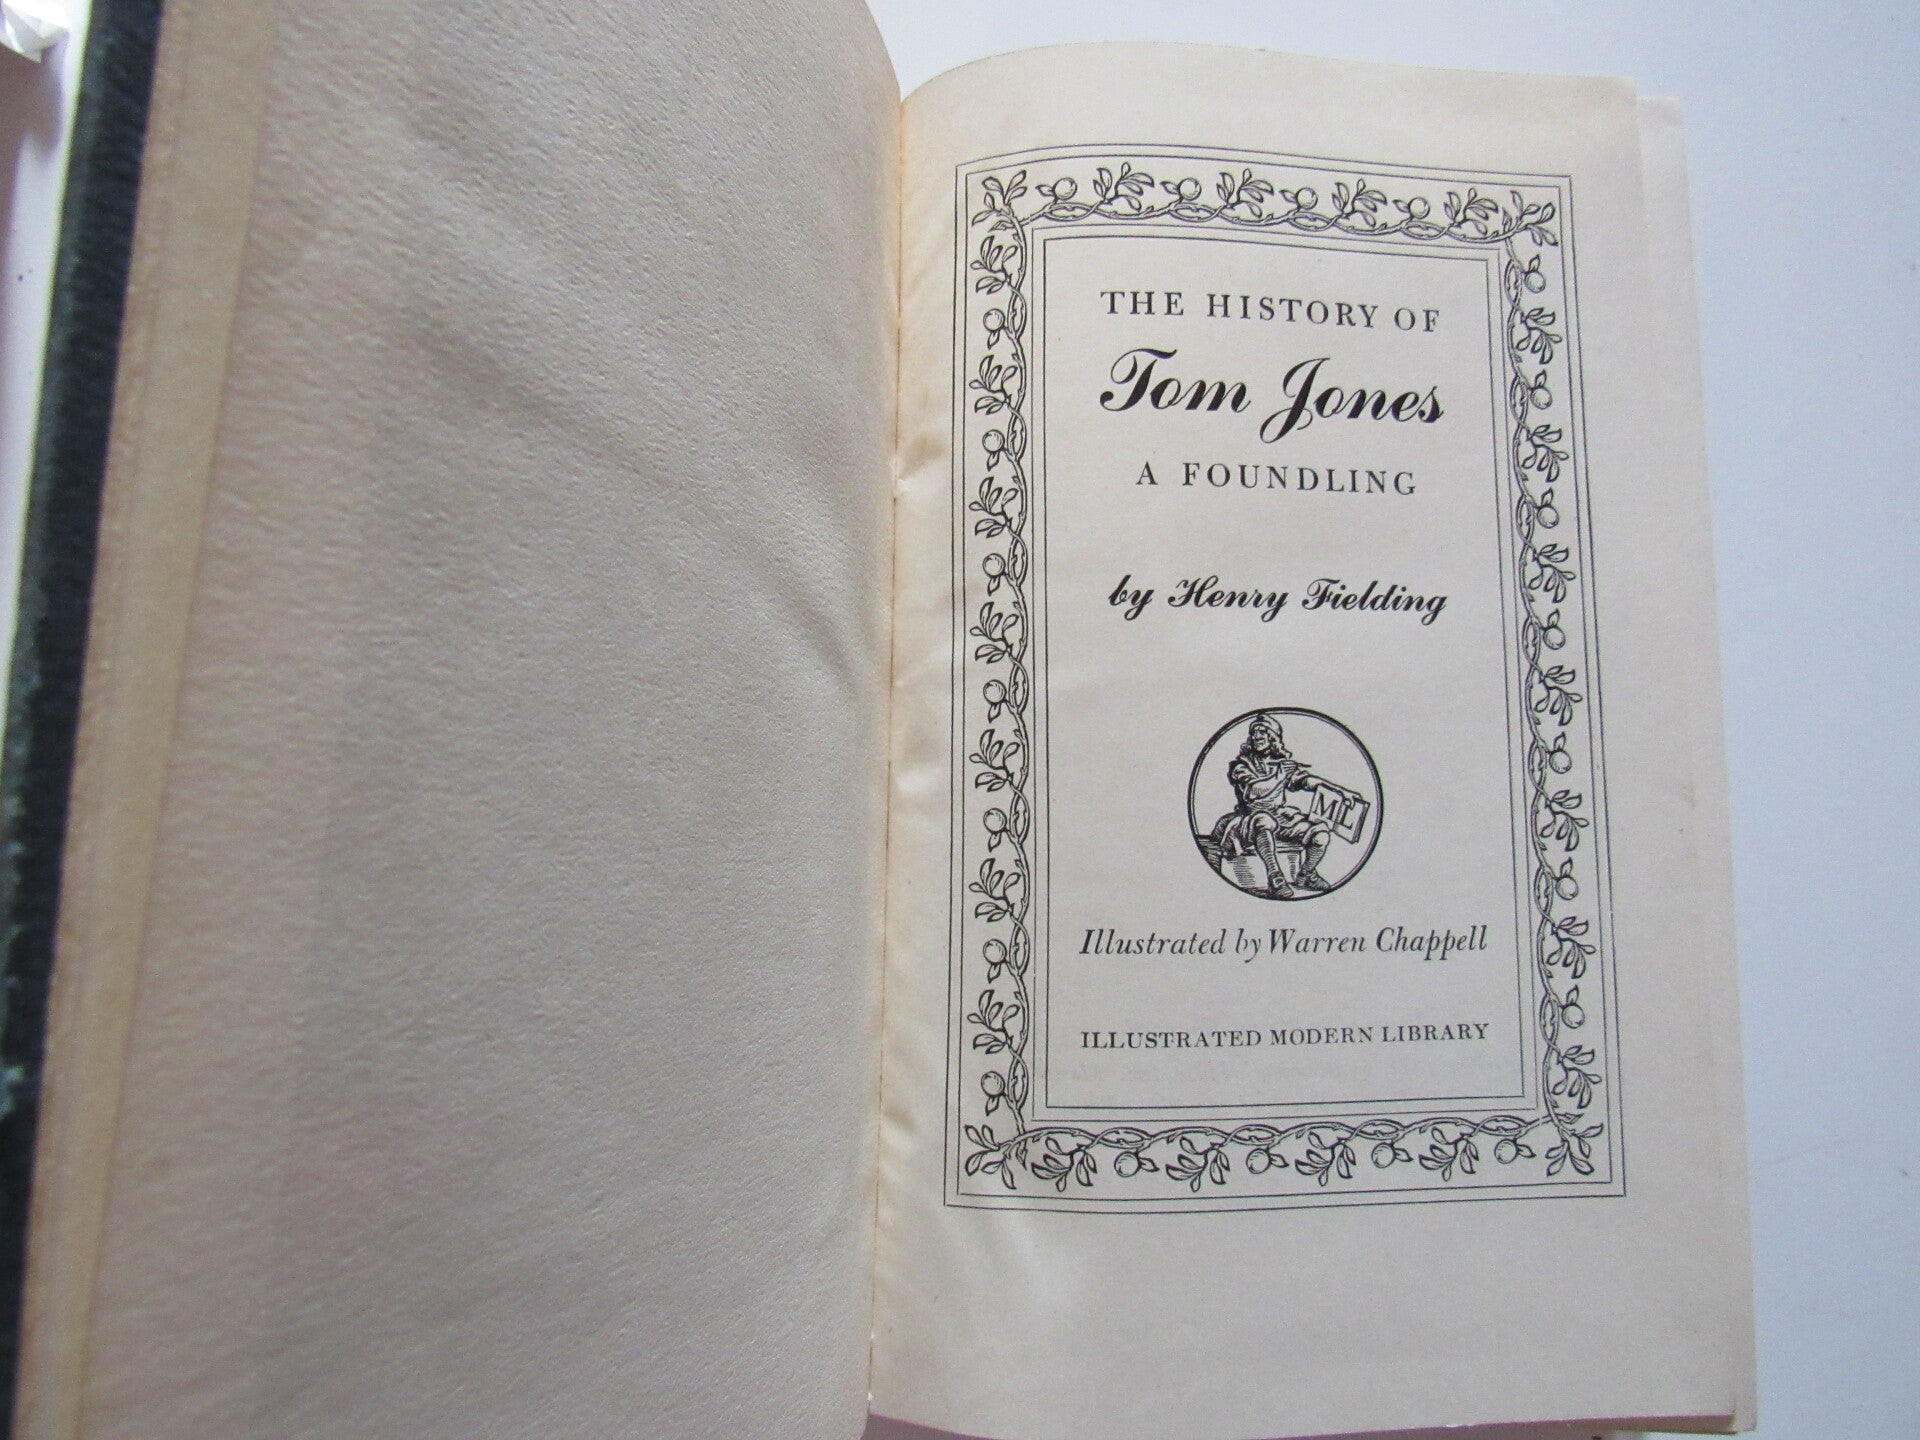 THE HISTORY OF
Tom Jones
A FOUNDLING
by Henry Fielding
ML
Illustrated by Warren Chappell
ILLUSTRATED MODERN LIBRARY